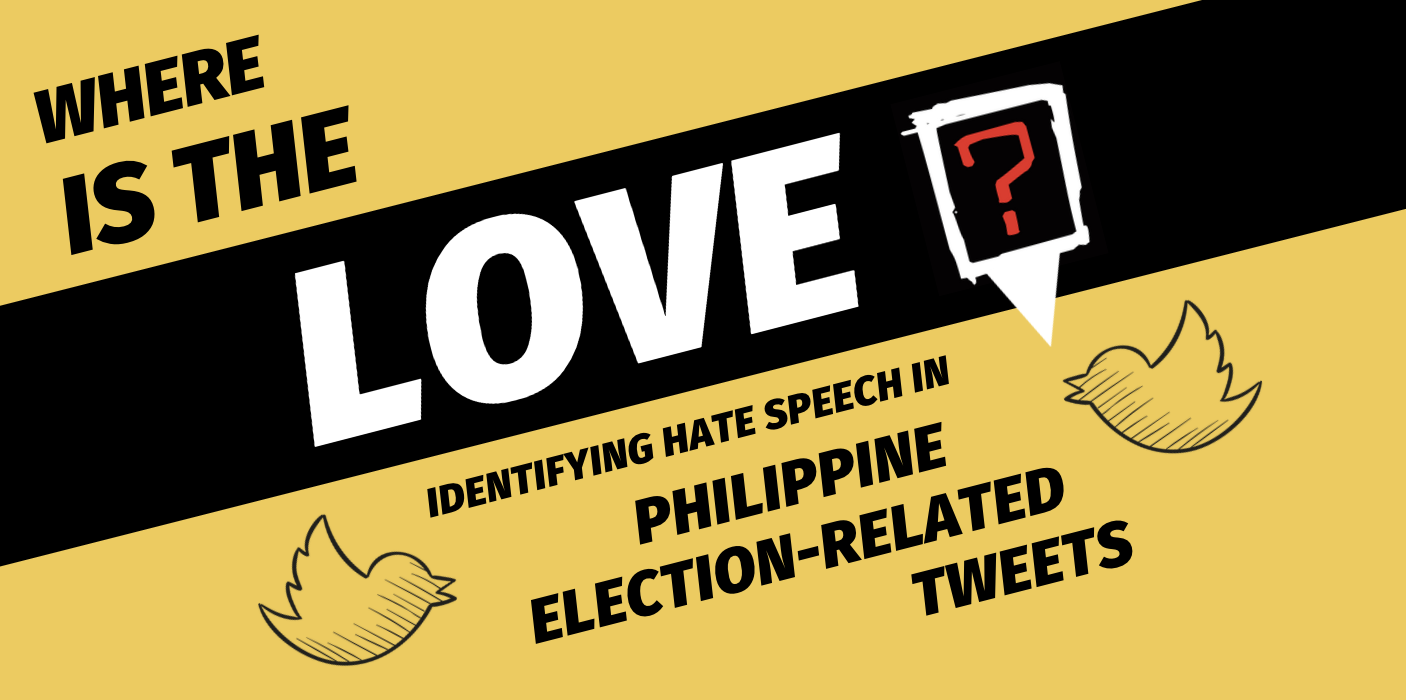 WHERE
IS THE
LOVE ?
IDENTIFYING HATE SPEECH IN
PHILIPPINE
ELECTION-RELATED
TWEETS